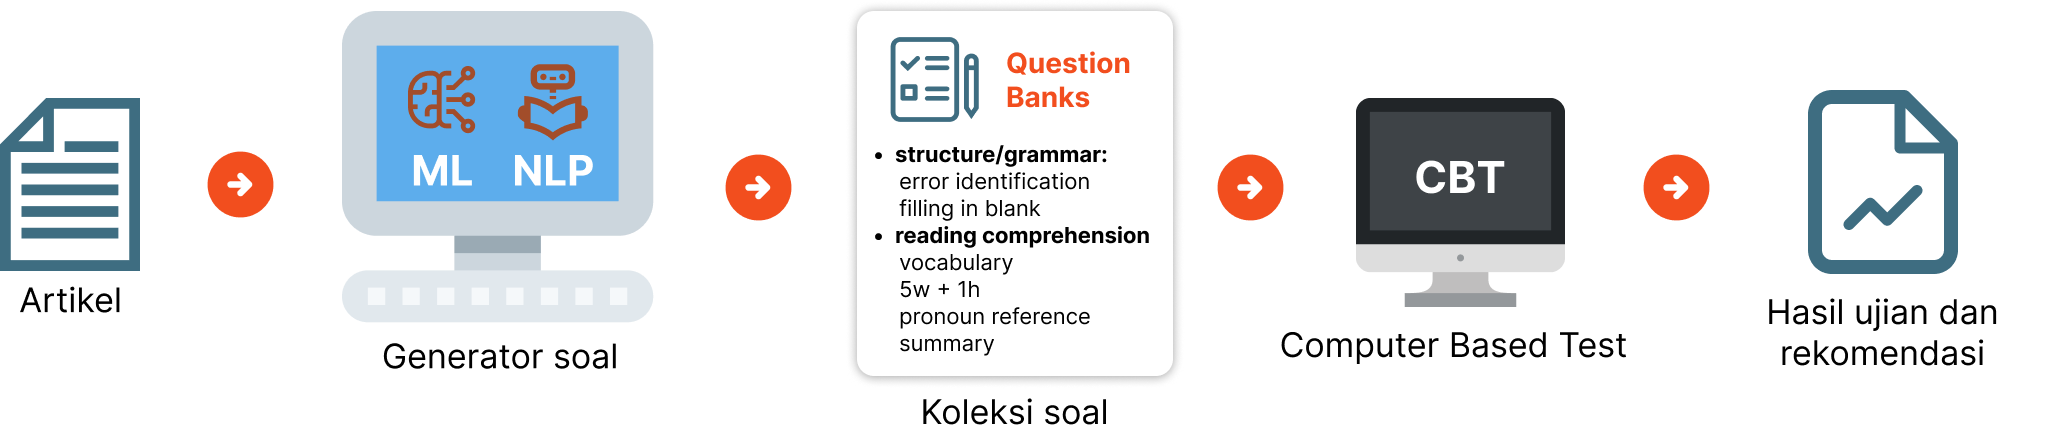 Artikel
ML NLP
Generator soal
Question
Banks
• structure/grammar:
error identification
filling in blank
• reading comprehension
vocabulary
5w + 1h
pronoun reference
summary
Koleksi soal
CBT
Computer Based Test
Hasil ujian dan
rekomendasi